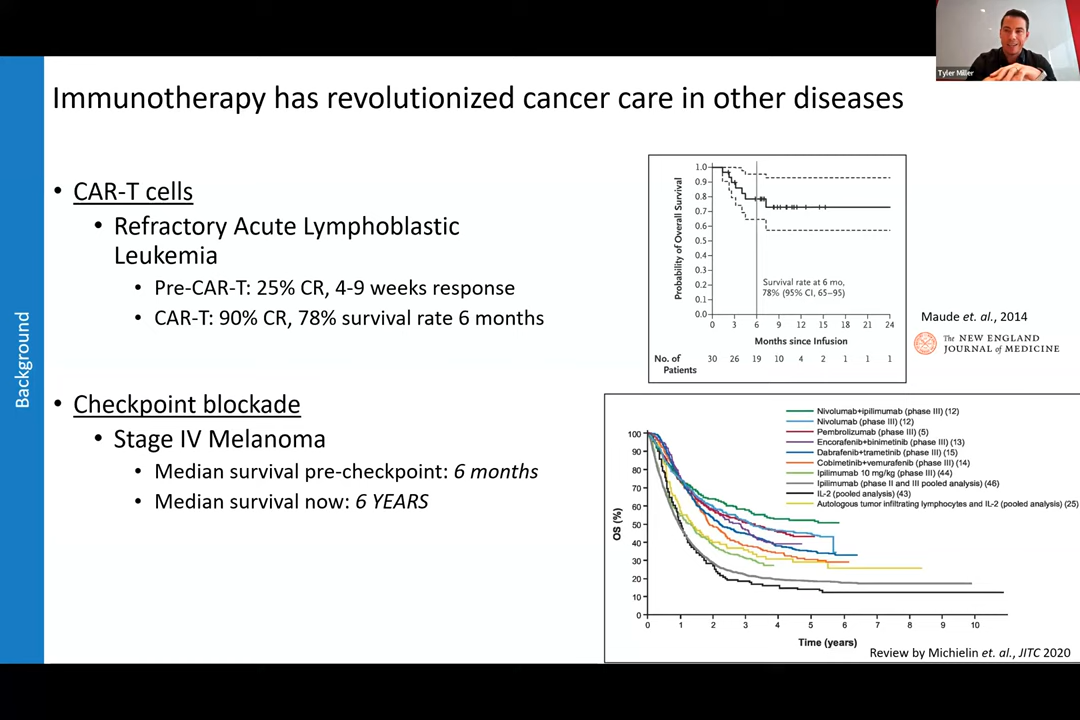 Tyler Miller
Immunotherapy has revolutionized cancer care in other diseases
Background
• CAR-T cells
• Refractory Acute Lymphoblastic
Leukemia
• Pre-CAR-T: 25% CR, 4-9 weeks response
• CAR-T: 90% CR, 78% survival rate 6 months
• Checkpoint blockade
• Stage IV Melanoma
• Median survival pre-checkpoint: 6 months
• Median survival now: 6 YEARS
Probability of Overall Survival
1.0
0.9
0.8
0.7
0.6
0.5
0.4
0.3
0.2
0.1
0.0
Survival rate at 6 mo,
78% (95% CI, 65–95)
0 3 6 9 12 15 18 21 24
Months since Infusion
No. of
Patients
30 26 19 10 4 2 1 1 1
Maude et. al., 2014
The NEW ENGLAND
JOURNAL of MEDICINE
Nivolumab+ipilimumab (phase III) (12)
Nivolumab (phase III) (12)
Pembrolizumab (phase III) (5)
Encorafenib+binimetinib (phase III) (13)
Dabrafenib+trametinib (phase III) (15)
Cobimetinib+vemurafenib (phase III) (14)
Ipilimumab 10 mg/kg (phase III) (44)
Ipilimumab (phase II and III pooled analysis) (46)
IL-2 (pooled analysis) (43)
Autologous tumor infiltrating lymphocytes and IL-2 (pooled analysis) (25)
OS (%)
100
90
80
70
60
50
40
30
20
10
0
0 1 2 3 4 5 6 7 8 9 10
Time (years)
Review by Michielin et. al., JITC 2020